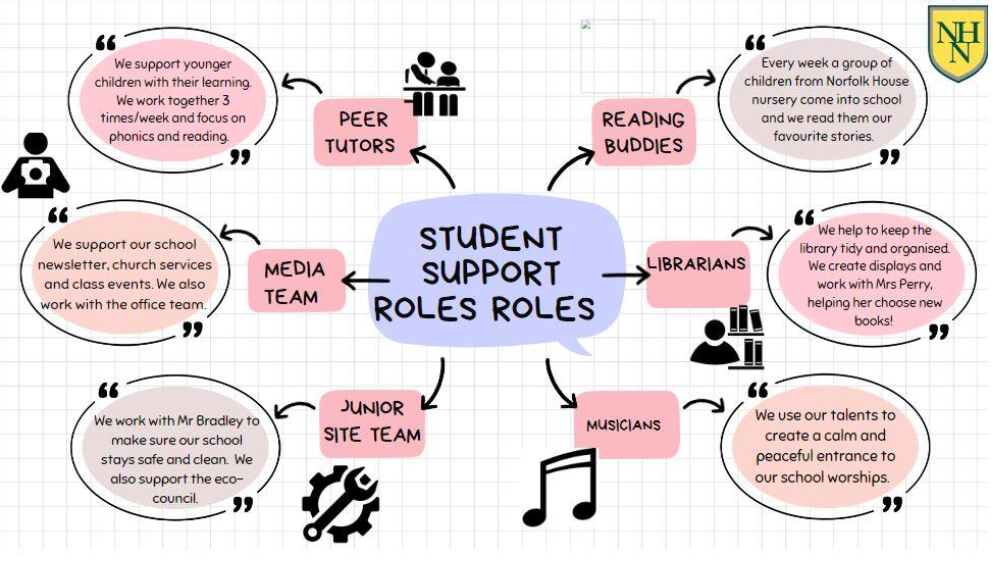 NHN
We support younger
children with their learning.
We work together 3
times/week and focus on
phonics and reading.
PEER
TUTORS
READING
BUDDIES
Every week a group of
children from Norfolk House
nursery come into school
and we read them our
favourite stories.
We support our school
newsletter, church services
and class events. We also
work with the office team.
MEDIA
TEAM
STUDENT
SUPPORT
ROLES ROLES
LIBRARIANS
We help to keep the
library tidy and organised.
We create displays and
work with Mrs Perry,
helping her choose new
books!
We work with Mr Bradley to
make sure our school
stays safe and clean. We
also support the eco-
council.
JUNIOR
SITE TEAM
MUSICIANS
We use our talents to
create a calm and
peaceful entrance to
our school worships.